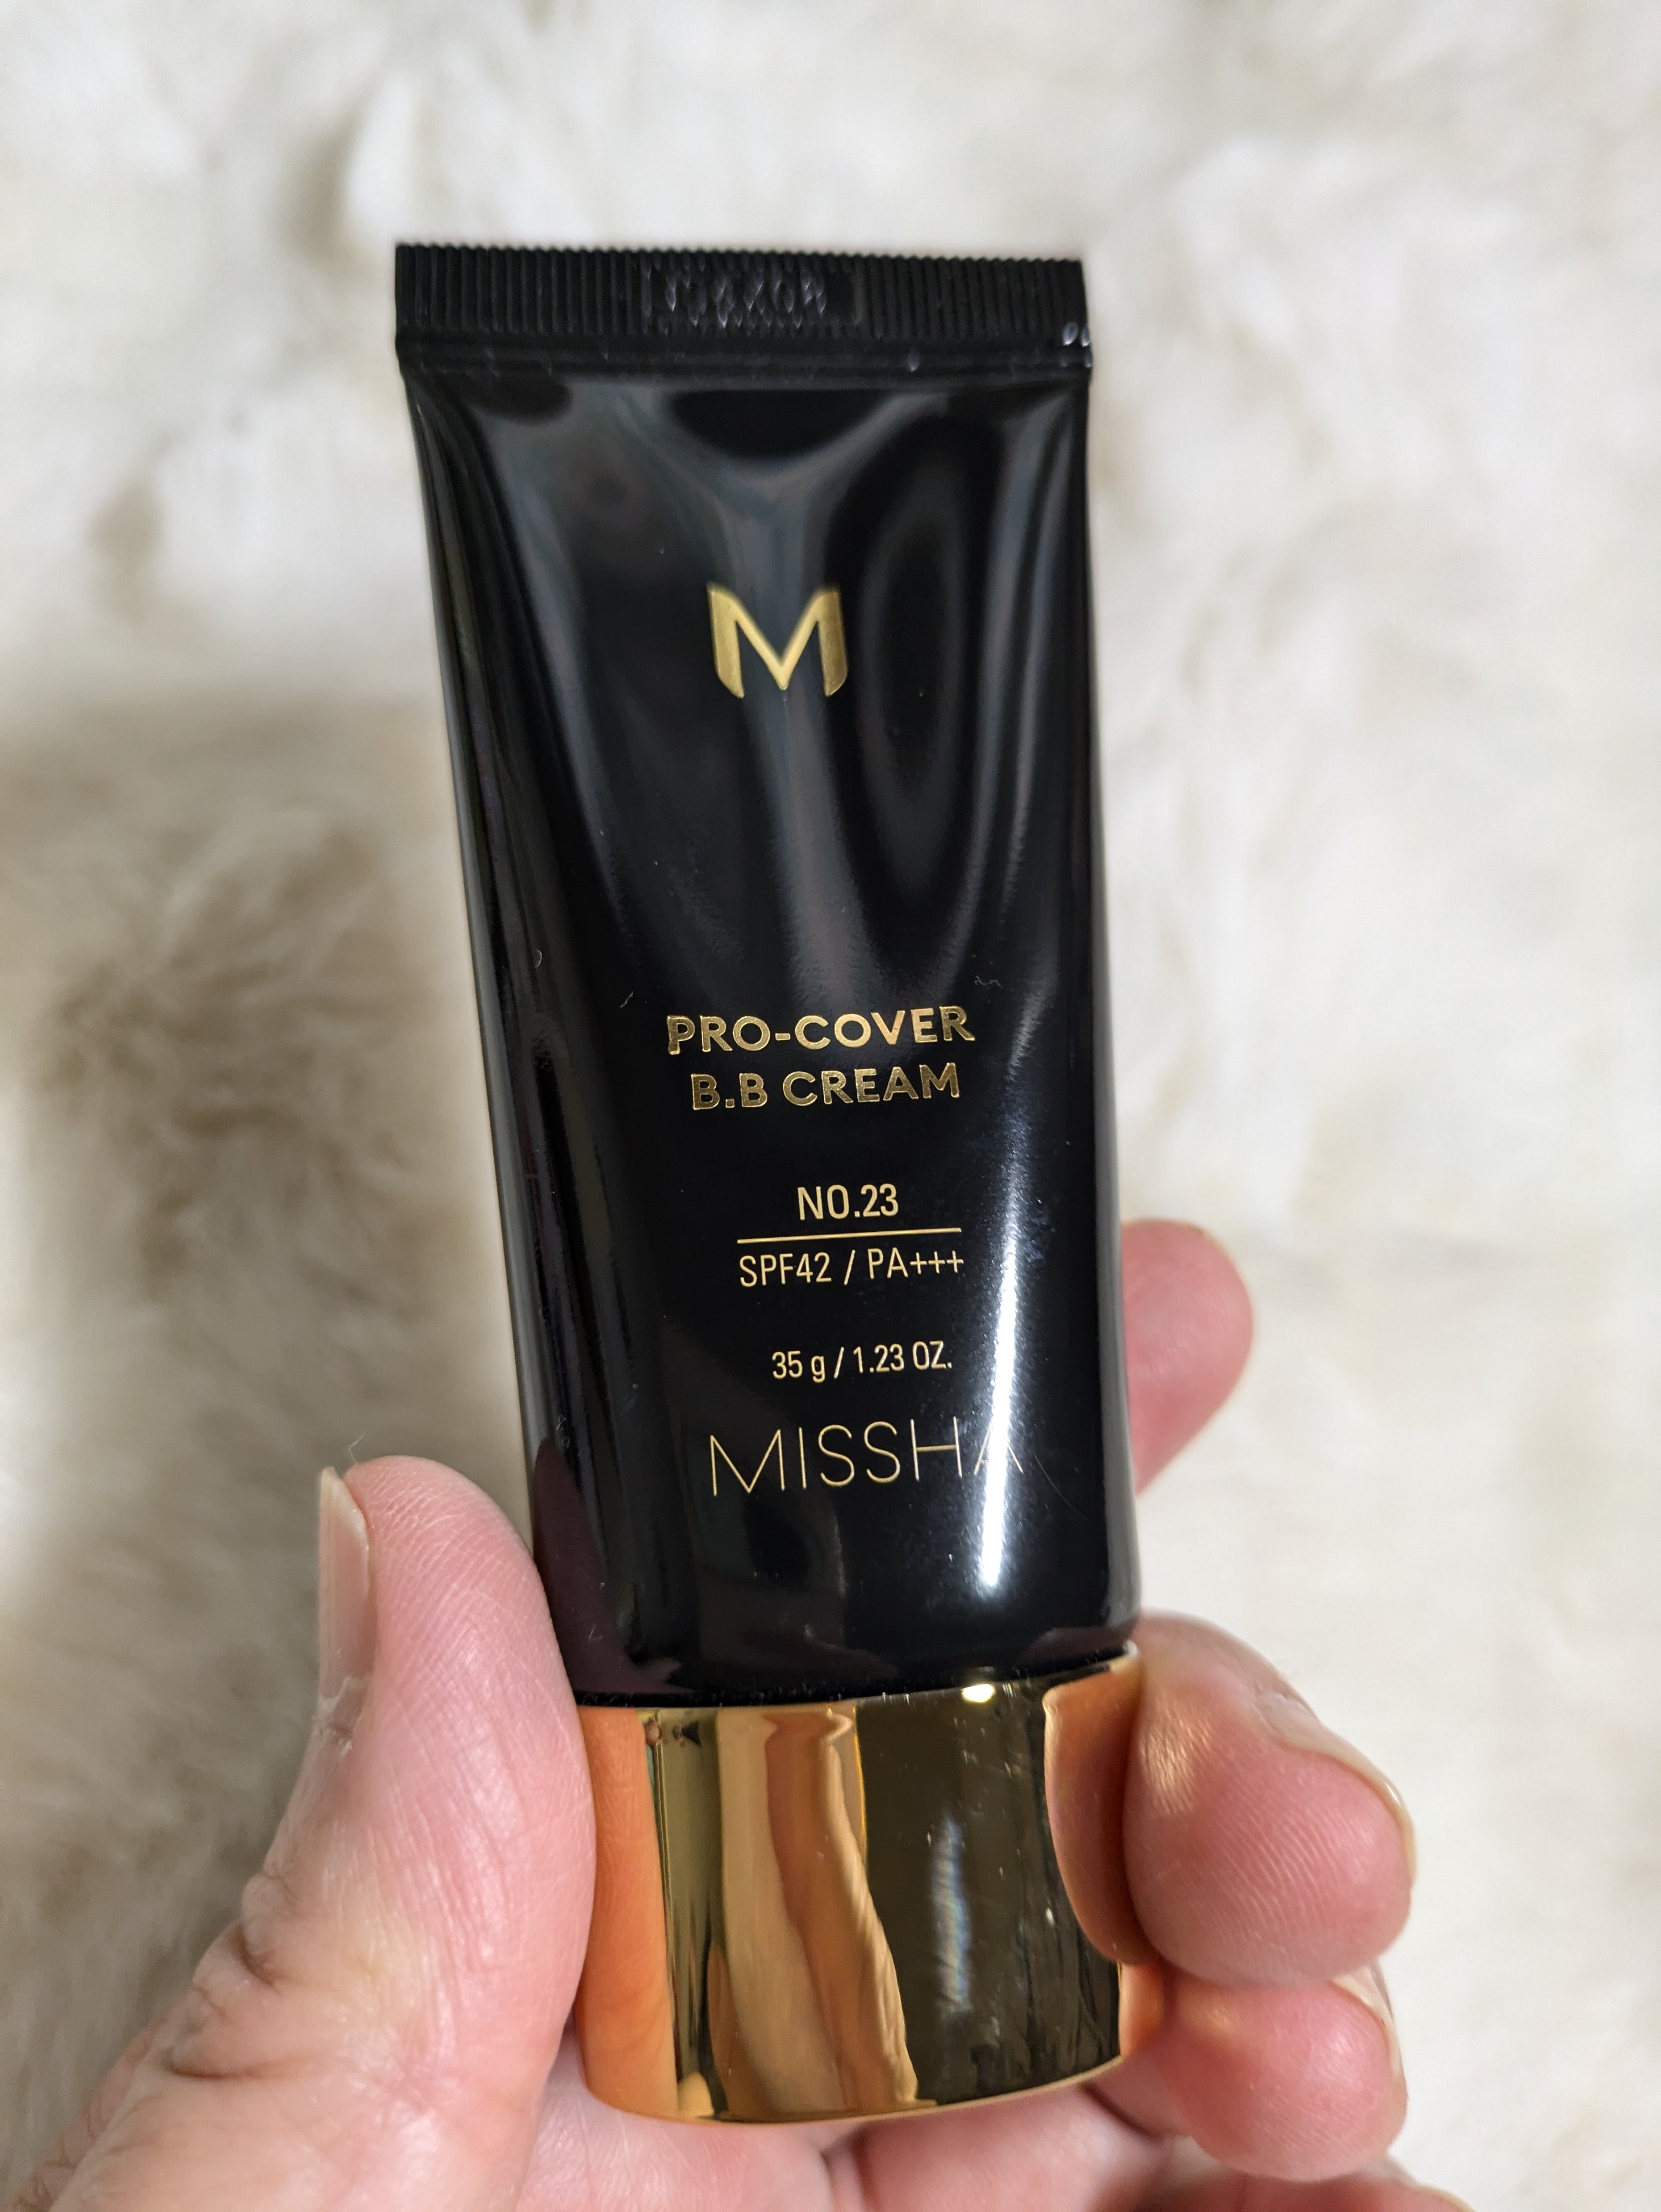 M
PRO-COVER
B.B CREAM
NO.23
SPF42 / PA+++
35 g / 1.23 OZ.
MISSHA